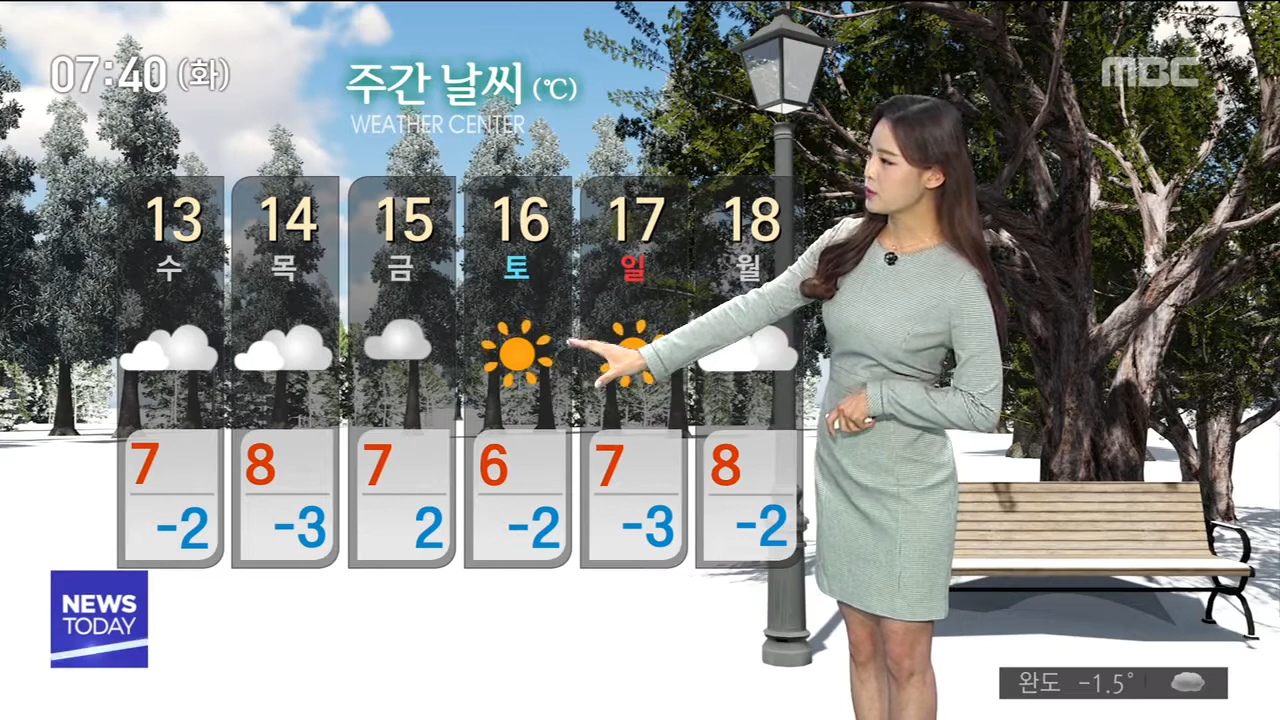 07:40 (화)
주간 날씨 (℃)
WEATHER CENTER
MBC
13 14 15 16 17 18
수 목 금 토 일 월
7 8 7 6 7 8
-2 -3 2 -2 -3 -2
NEWS
TODAY
완도 -1.5°